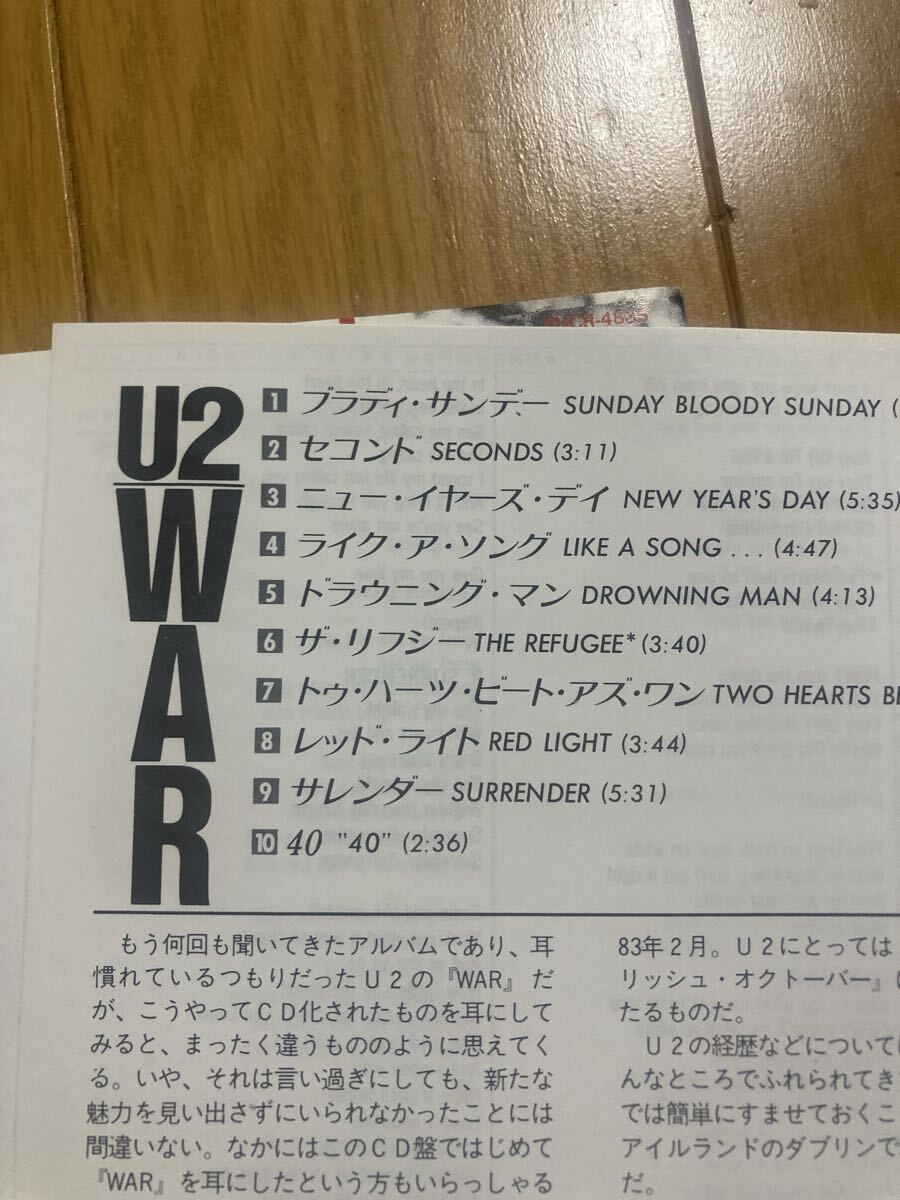 U2
WAR
1 ブラディ・サンデー SUNDAY BLOODY SUNDAY (
2 セコンド SECONDS (3:11)
3 ニュー・イヤーズ・デイ NEW YEAR'S DAY (5:35)
4 ライク・ア・ソング LIKE A SONG . . . (4:47)
5 ドラウニング・マン DROWNING MAN (4:13)
6 ザ・リフジー THE REFUGEE* (3:40)
7 トゥ・ハーツ・ビート・アズ・ワン TWO HEARTS
8 レッド・ライト RED LIGHT (3:44)
9 サレンダー SURRENDER (5:31)
10 40 "40" (2:36)
もう何回も聞いてきたアルバムであり、耳
慣れているつもりだったU2の『WAR』だ
が、こうやってCD化されたものを耳にして
みると、まったく違うもののように思えてく
る。いや、それは言い過ぎにしても、新たな
魅力を見い出さずにいられなかったことには
間違いない。なかにはこのCD盤ではじめて
『WAR』を耳にしたという方もいらっしゃる
83年2月。U2にとっては
リッシュ・オクトーバー』
たるものだ。
U2の経歴などについて
んなところでふれられてき
では簡単にすませておくこ
アイルランドのダブリンで
だ。